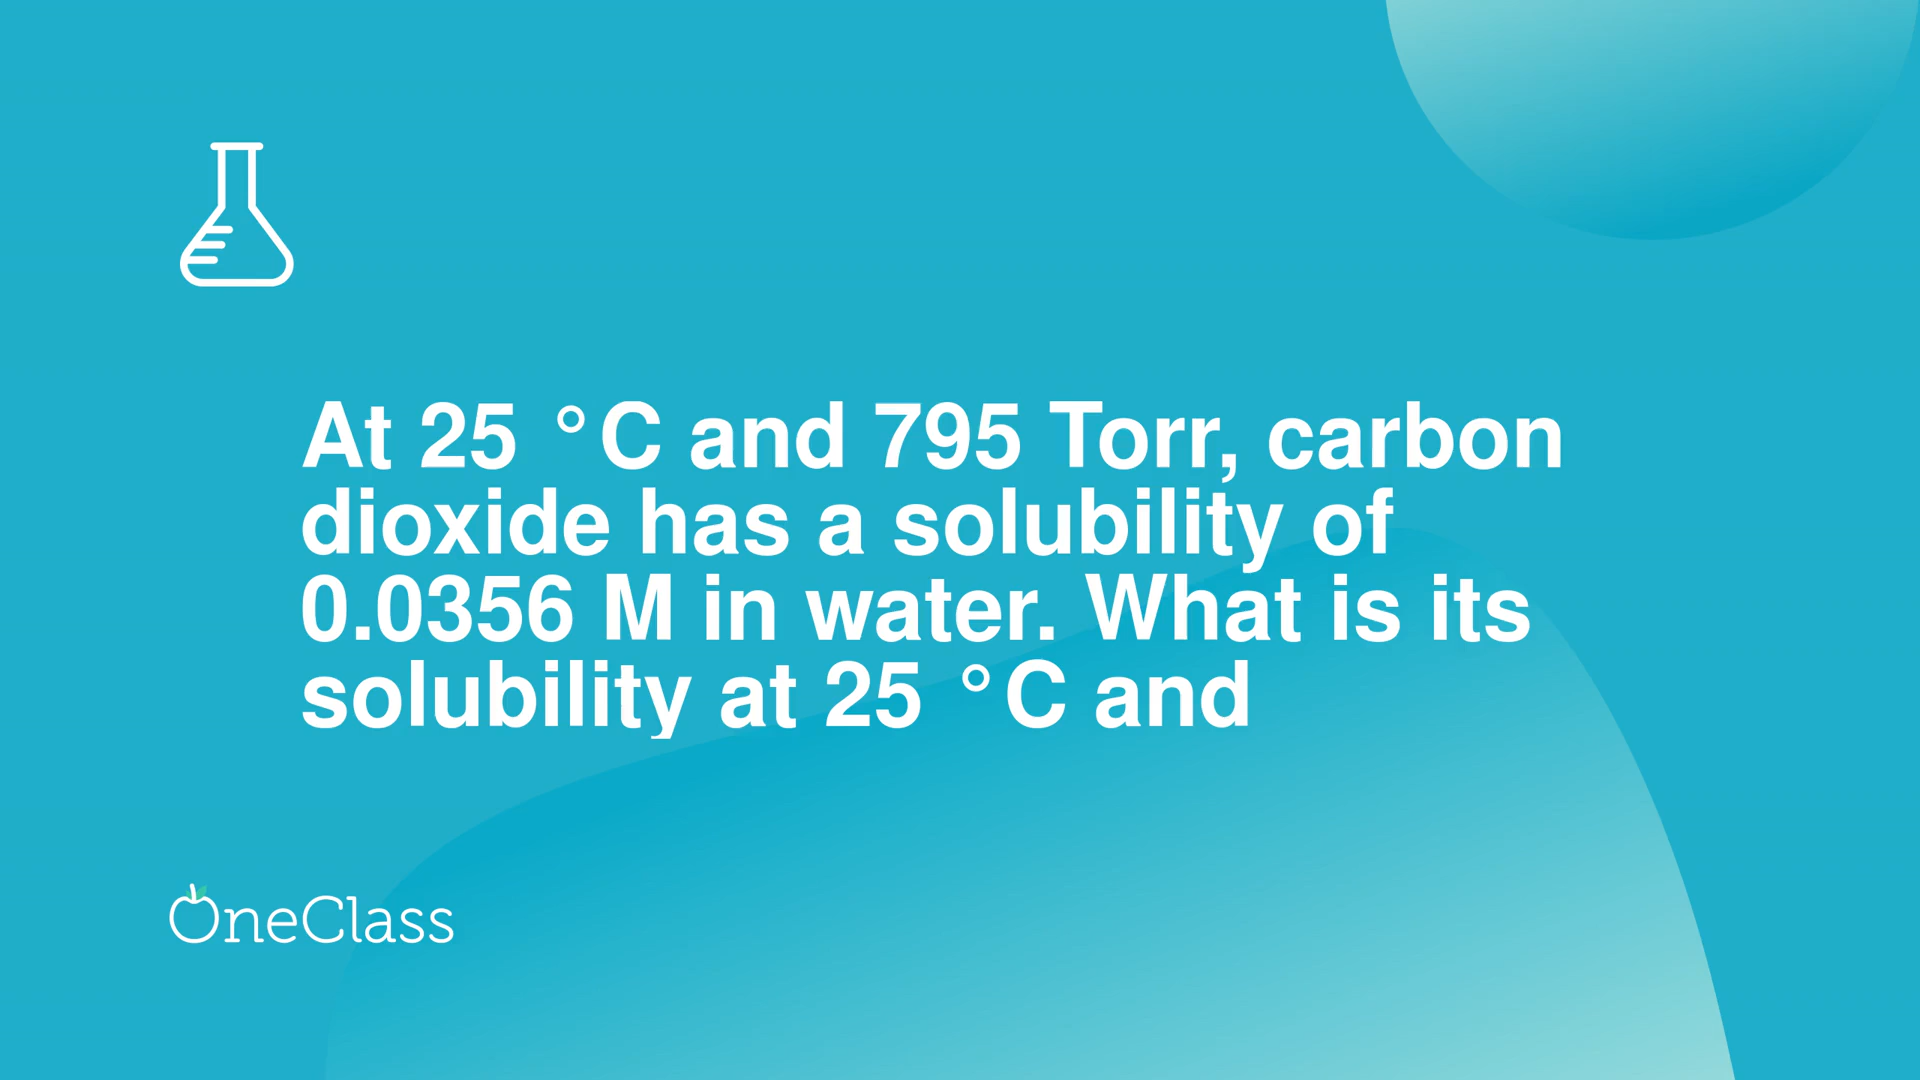 At 25 °C and 795 Torr, carbon
dioxide has a solubility of
0.0356 M in water. What is its
solubility at 25 °C and
OneClass